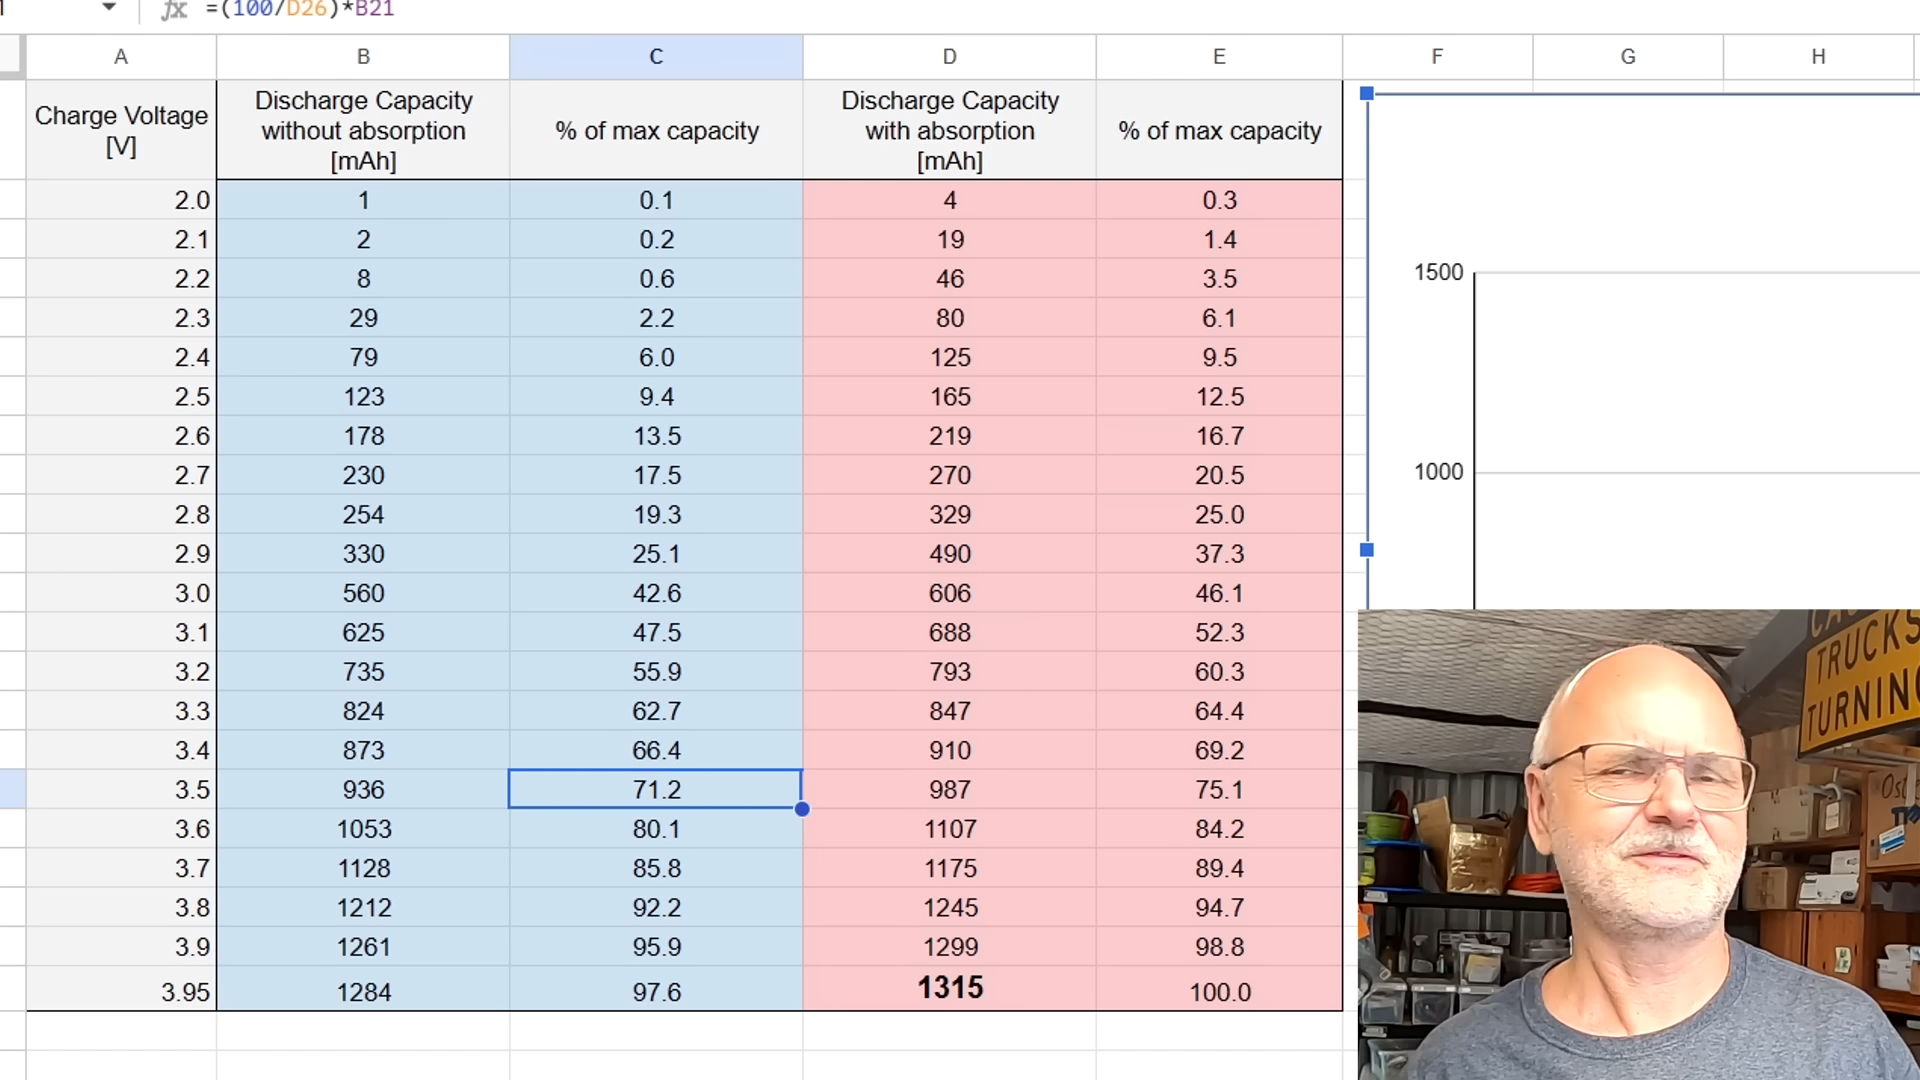 =(100/D26)*B21
A B C D E F G H
Charge Voltage
[V]
Discharge Capacity
without absorption
[mAh]
% of max capacity
Discharge Capacity
with absorption
[mAh]
% of max capacity
2.0 1 0.1 4 0.3
2.1 2 0.2 19 1.4
2.2 8 0.6 46 3.5
2.3 29 2.2 80 6.1
2.4 79 6.0 125 9.5
2.5 123 9.4 165 12.5
2.6 178 13.5 219 16.7
2.7 230 17.5 270 20.5
2.8 254 19.3 329 25.0
2.9 330 25.1 490 37.3
3.0 560 42.6 606 46.1
3.1 625 47.5 688 52.3
3.2 735 55.9 793 60.3
3.3 824 62.7 847 64.4
3.4 873 66.4 910 69.2
3.5 936 71.2 987 75.1
3.6 1053 80.1 1107 84.2
3.7 1128 85.8 1175 89.4
3.8 1212 92.2 1245 94.7
3.9 1261 95.9 1299 98.8
3.95 1284 97.6 1315 100.0
1500
1000
TRUCKS
TURNING